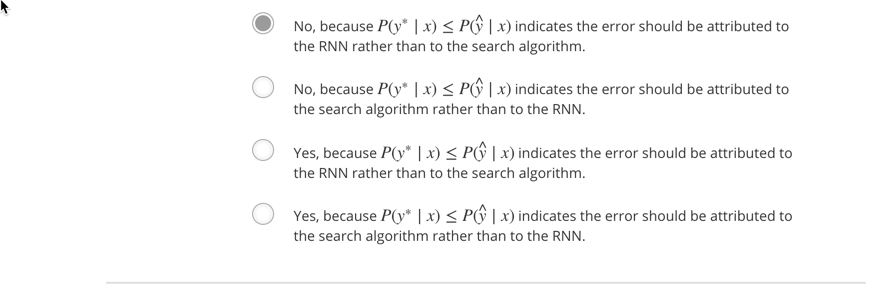 No, because P(y* | x) ≤ P(ŷ | x) indicates the error should be attributed to
the RNN rather than to the search algorithm.
No, because P(y* | x) ≤ P(ŷ | x) indicates the error should be attributed to
the search algorithm rather than to the RNN.
Yes, because P(y* | x) ≤ P(ŷ | x) indicates the error should be attributed to
the RNN rather than to the search algorithm.
Yes, because P(y* | x) ≤ P(ŷ | x) indicates the error should be attributed to
the search algorithm rather than to the RNN.